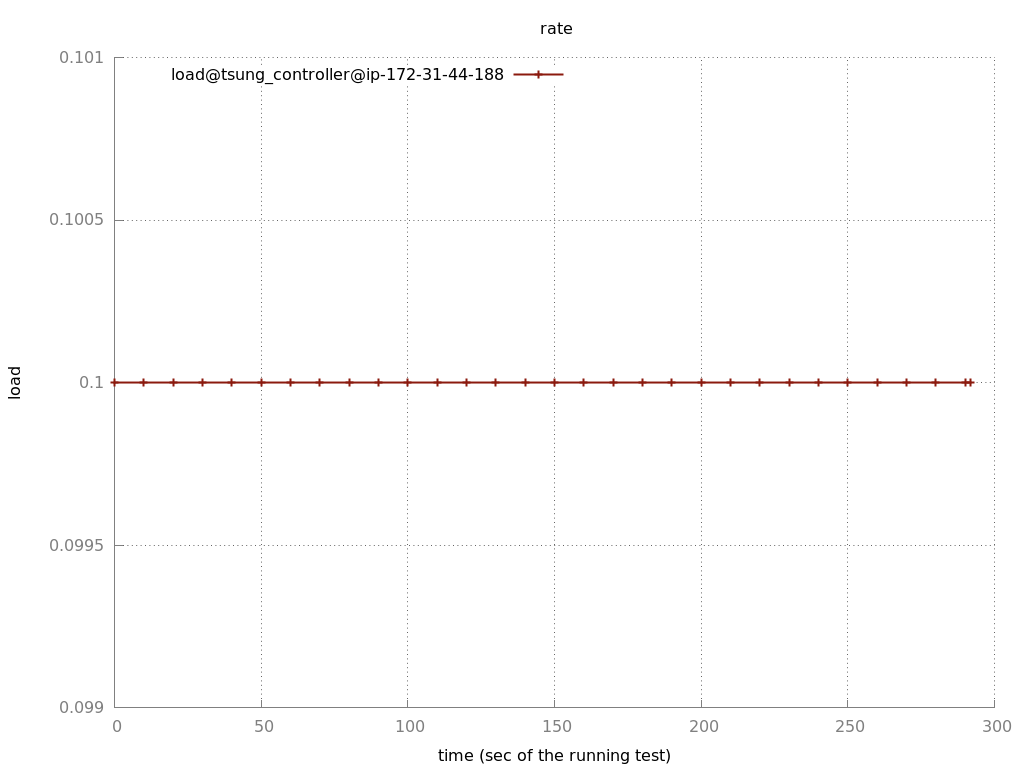 rate
0.101
load@tsung_controller@ip-172-31-44-188
0.1005
0.1
load
0.0995
0.099
0 50 100 150 200 250 300
time (sec of the running test)